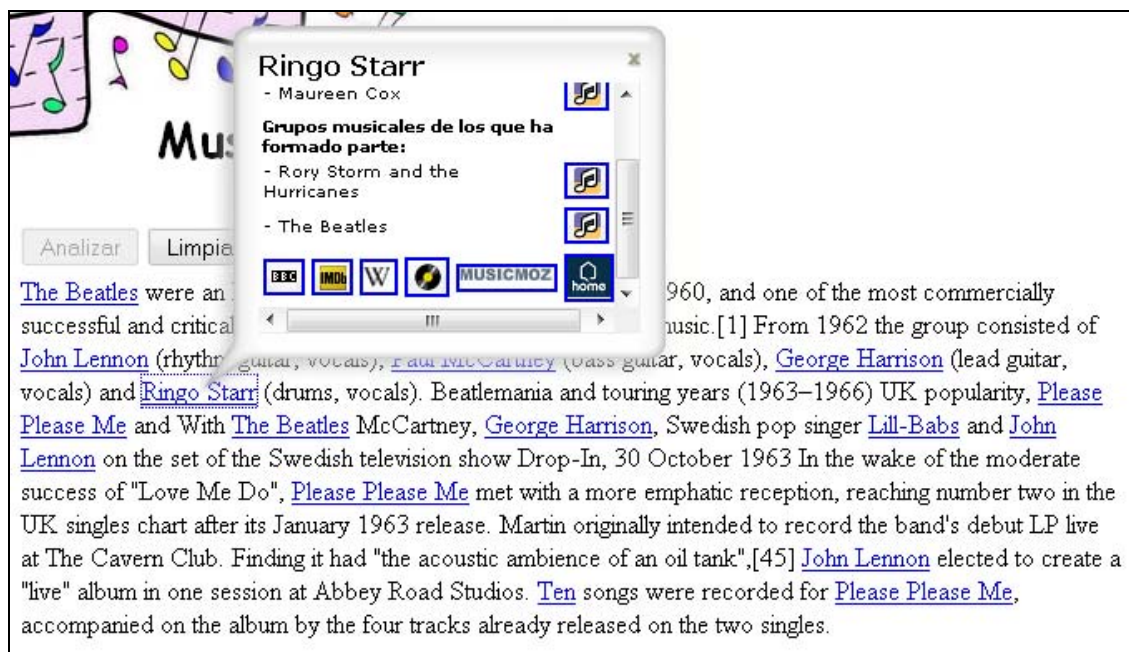 Mus
Ringo Starr
x
- Maureen Cox
Grupos musicales de los que ha
formado parte:
- Rory Storm and the
Hurricanes
- The Beatles
BBC IMDb W MUSICMOZ home
Analizar Limpia
The Beatles were an 960, and one of the most commercially
successful and critical music.[1] From 1962 the group consisted of
John Lennon (rhythm guitar, vocals), Paul McCartney (bass guitar, vocals), George Harrison (lead guitar,
vocals) and Ringo Starr (drums, vocals). Beatlemania and touring years (1963–1966) UK popularity, Please
Please Me and With The Beatles McCartney, George Harrison, Swedish pop singer Lill-Babs and John
Lennon on the set of the Swedish television show Drop-In, 30 October 1963 In the wake of the moderate
success of "Love Me Do", Please Please Me met with a more emphatic reception, reaching number two in the
UK singles chart after its January 1963 release. Martin originally intended to record the band's debut LP live
at The Cavern Club. Finding it had "the acoustic ambience of an oil tank",[45] John Lennon elected to create a
"live" album in one session at Abbey Road Studios. Ten songs were recorded for Please Please Me,
accompanied on the album by the four tracks already released on the two singles.